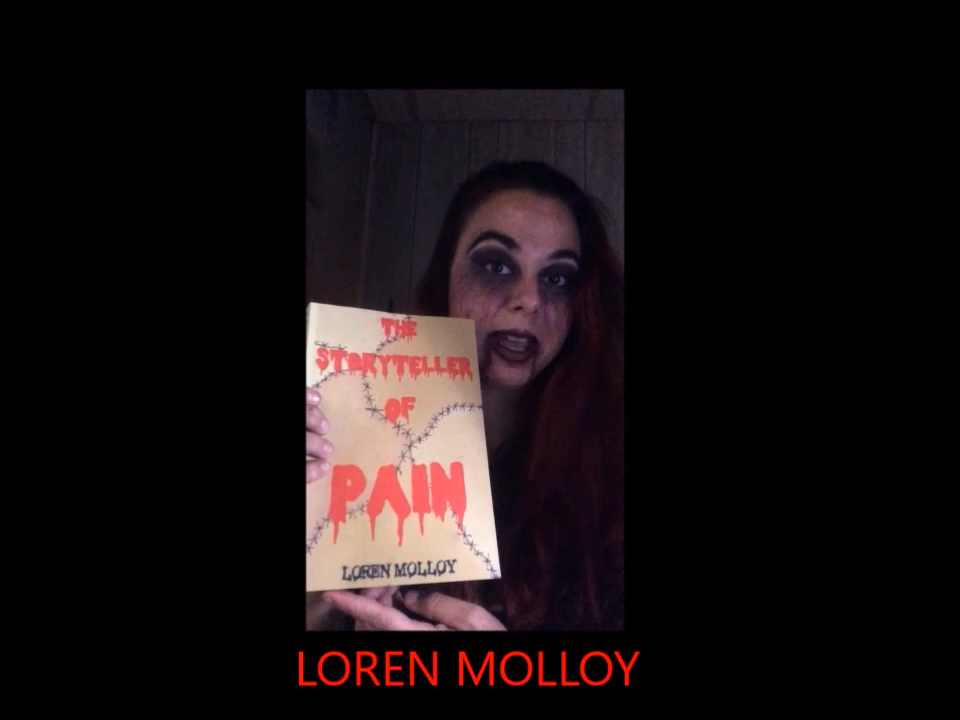 THE
STORYTELLER
OF
PAIN
LOREN MOLLOY
LOREN MOLLOY